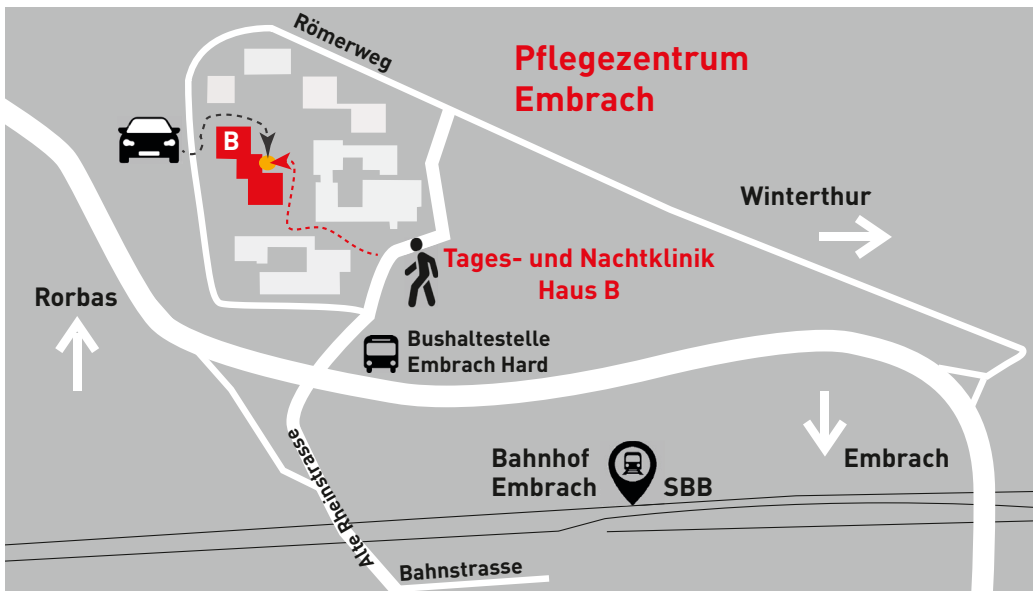 Römerweg
Pflegezentrum
Embrach
B
Winterthur
Tages- und Nachtklinik
Haus B
Rorbas
Bushaltestelle
Embrach Hard
Alte Rheinstrasse
Bahnhof
Embrach
SBB
Embrach
Bahnstrasse